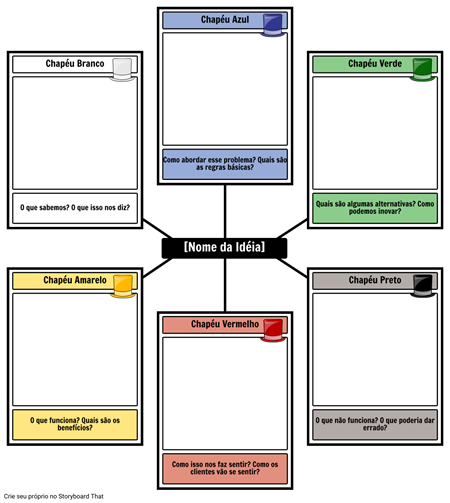 Chapéu Azul
Como abordar esse problema? Quais são
as regras básicas?
Chapéu Branco
O que sabemos? O que isso nos diz?
Chapéu Verde
Quais são algumas alternativas? Como
podemos inovar?
[Nome da Idéia]
Chapéu Amarelo
O que funciona? Quais são os
benefícios?
Chapéu Vermelho
Como isso nos faz sentir? Como os
clientes vão se sentir?
Chapéu Preto
O que não funciona? O que poderia dar
errado?
Crie seu próprio no Storyboard That